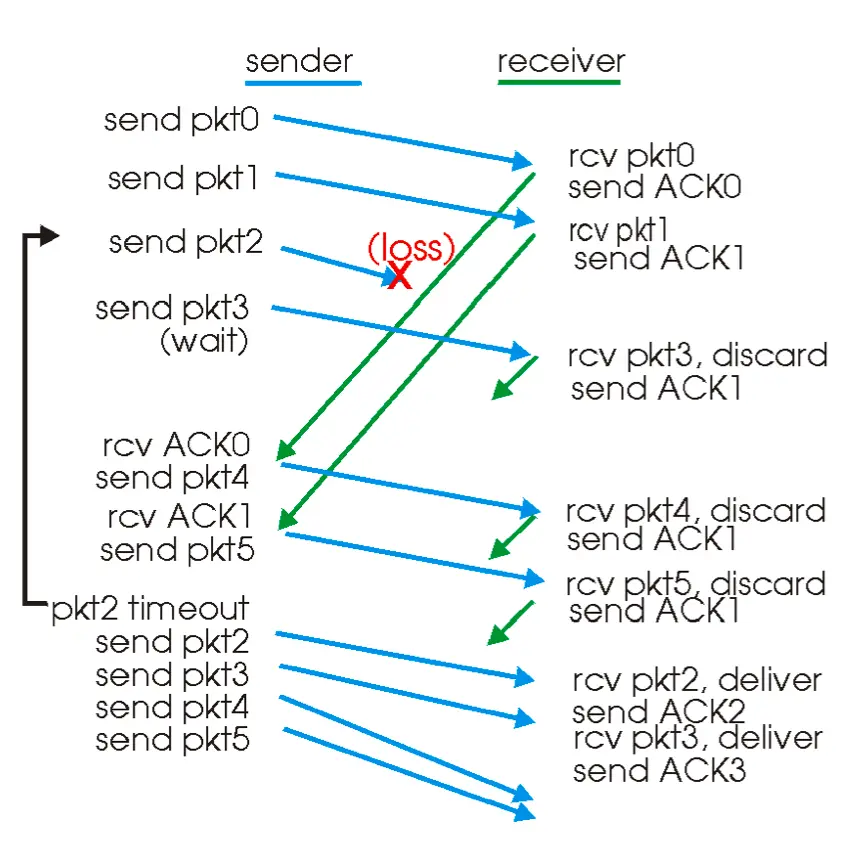 sender
receiver
send pkt0
send pkt1
send pkt2
send pkt3
(wait)
rcv ACK0
send pkt4
rcv ACK1
send pkt5
pkt2 timeout
send pkt2
send pkt3
send pkt4
send pkt5
(loss)
X
rcv pkt0
send ACK0
rcv pkt1
send ACK1
rcv pkt3, discard
send ACK1
rcv pkt4, discard
send ACK1
rcv pkt5, discard
send ACK1
rcv pkt2, deliver
send ACK2
rcv pkt3, deliver
send ACK3